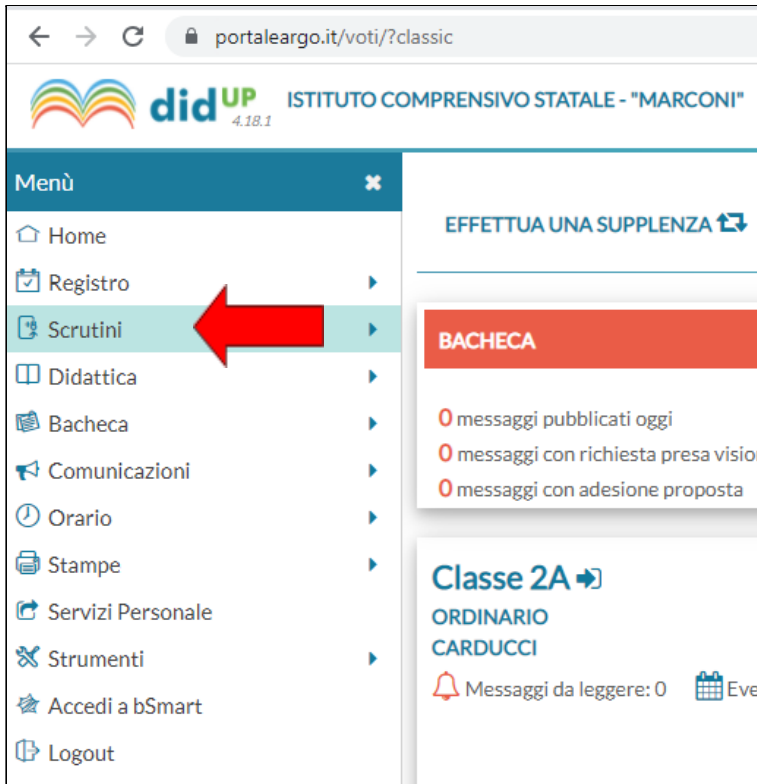 portaleargo.it/voti/?classic
didUP
4.18.1
ISTITUTO COMPRENSIVO STATALE - "MARCONI"
Menù
Home
Registro
Scrutini
Didattica
Bacheca
Comunicazioni
Orario
Stampe
Servizi Personale
Strumenti
Accedi a bSmart
Logout
EFFETTUA UNA SUPPLENZA
BACHECA
0 messaggi pubblicati oggi
0 messaggi con richiesta presa visio
0 messaggi con adesione proposta
Classe 2A
ORDINARIO
CARDUCCI
Messaggi da leggere: 0 Eve